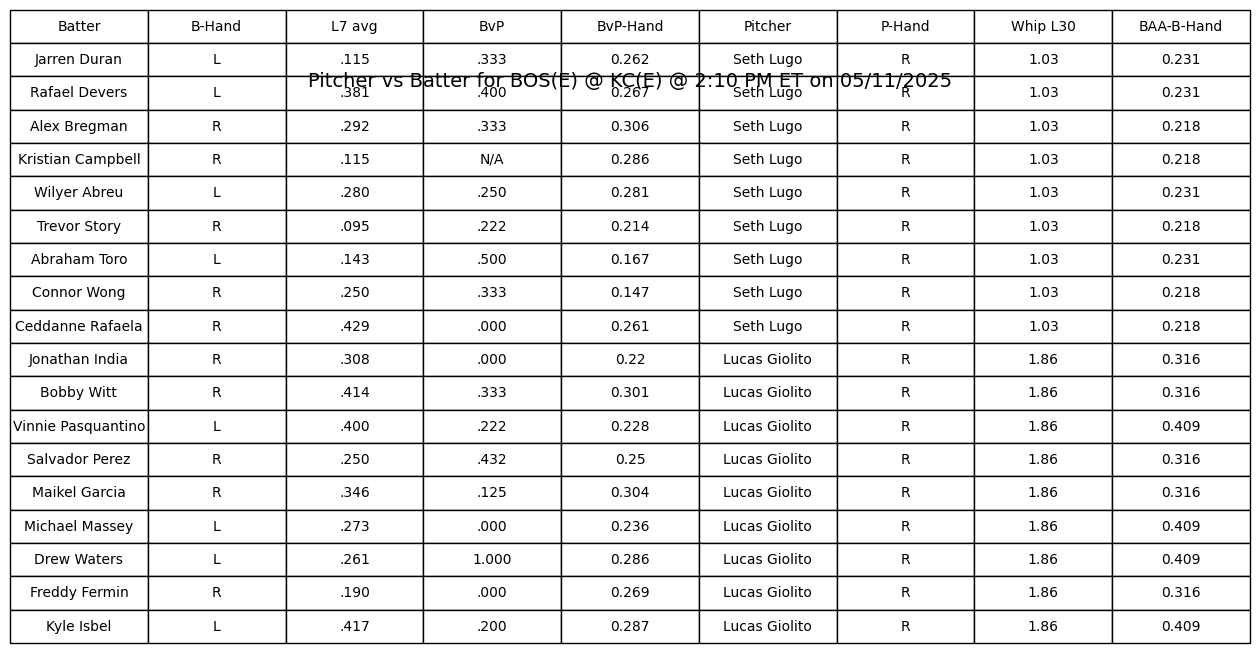 Batter B-Hand L7 avg BvP BvP-Hand Pitcher P-Hand Whip L30 BAA-B-Hand
Jarren Duran L .115 .333 0.262 Seth Lugo R 1.03 0.231
Pitcher vs Batter for BOS(E) @ KC(E) @ 2:10 PM ET on 05/11/2025
Rafael Devers L .381 .400 0.267 Seth Lugo R 1.03 0.231
Alex Bregman R .292 .333 0.306 Seth Lugo R 1.03 0.218
Kristian Campbell R .115 N/A 0.286 Seth Lugo R 1.03 0.218
Wilyer Abreu L .280 .250 0.281 Seth Lugo R 1.03 0.231
Trevor Story R .095 .222 0.214 Seth Lugo R 1.03 0.218
Abraham Toro L .143 .500 0.167 Seth Lugo R 1.03 0.231
Connor Wong R .250 .333 0.147 Seth Lugo R 1.03 0.218
Ceddanne Rafaela R .429 .000 0.261 Seth Lugo R 1.03 0.218
Jonathan India R .308 .000 0.22 Lucas Giolito R 1.86 0.316
Bobby Witt R .414 .333 0.301 Lucas Giolito R 1.86 0.316
Vinnie Pasquantino L .400 .222 0.228 Lucas Giolito R 1.86 0.409
Salvador Perez R .250 .432 0.25 Lucas Giolito R 1.86 0.316
Maikel Garcia R .346 .125 0.304 Lucas Giolito R 1.86 0.316
Michael Massey L .273 .000 0.236 Lucas Giolito R 1.86 0.409
Drew Waters L .261 1.000 0.286 Lucas Giolito R 1.86 0.409
Freddy Fermin R .190 .000 0.269 Lucas Giolito R 1.86 0.316
Kyle Isbel L .417 .200 0.287 Lucas Giolito R 1.86 0.409